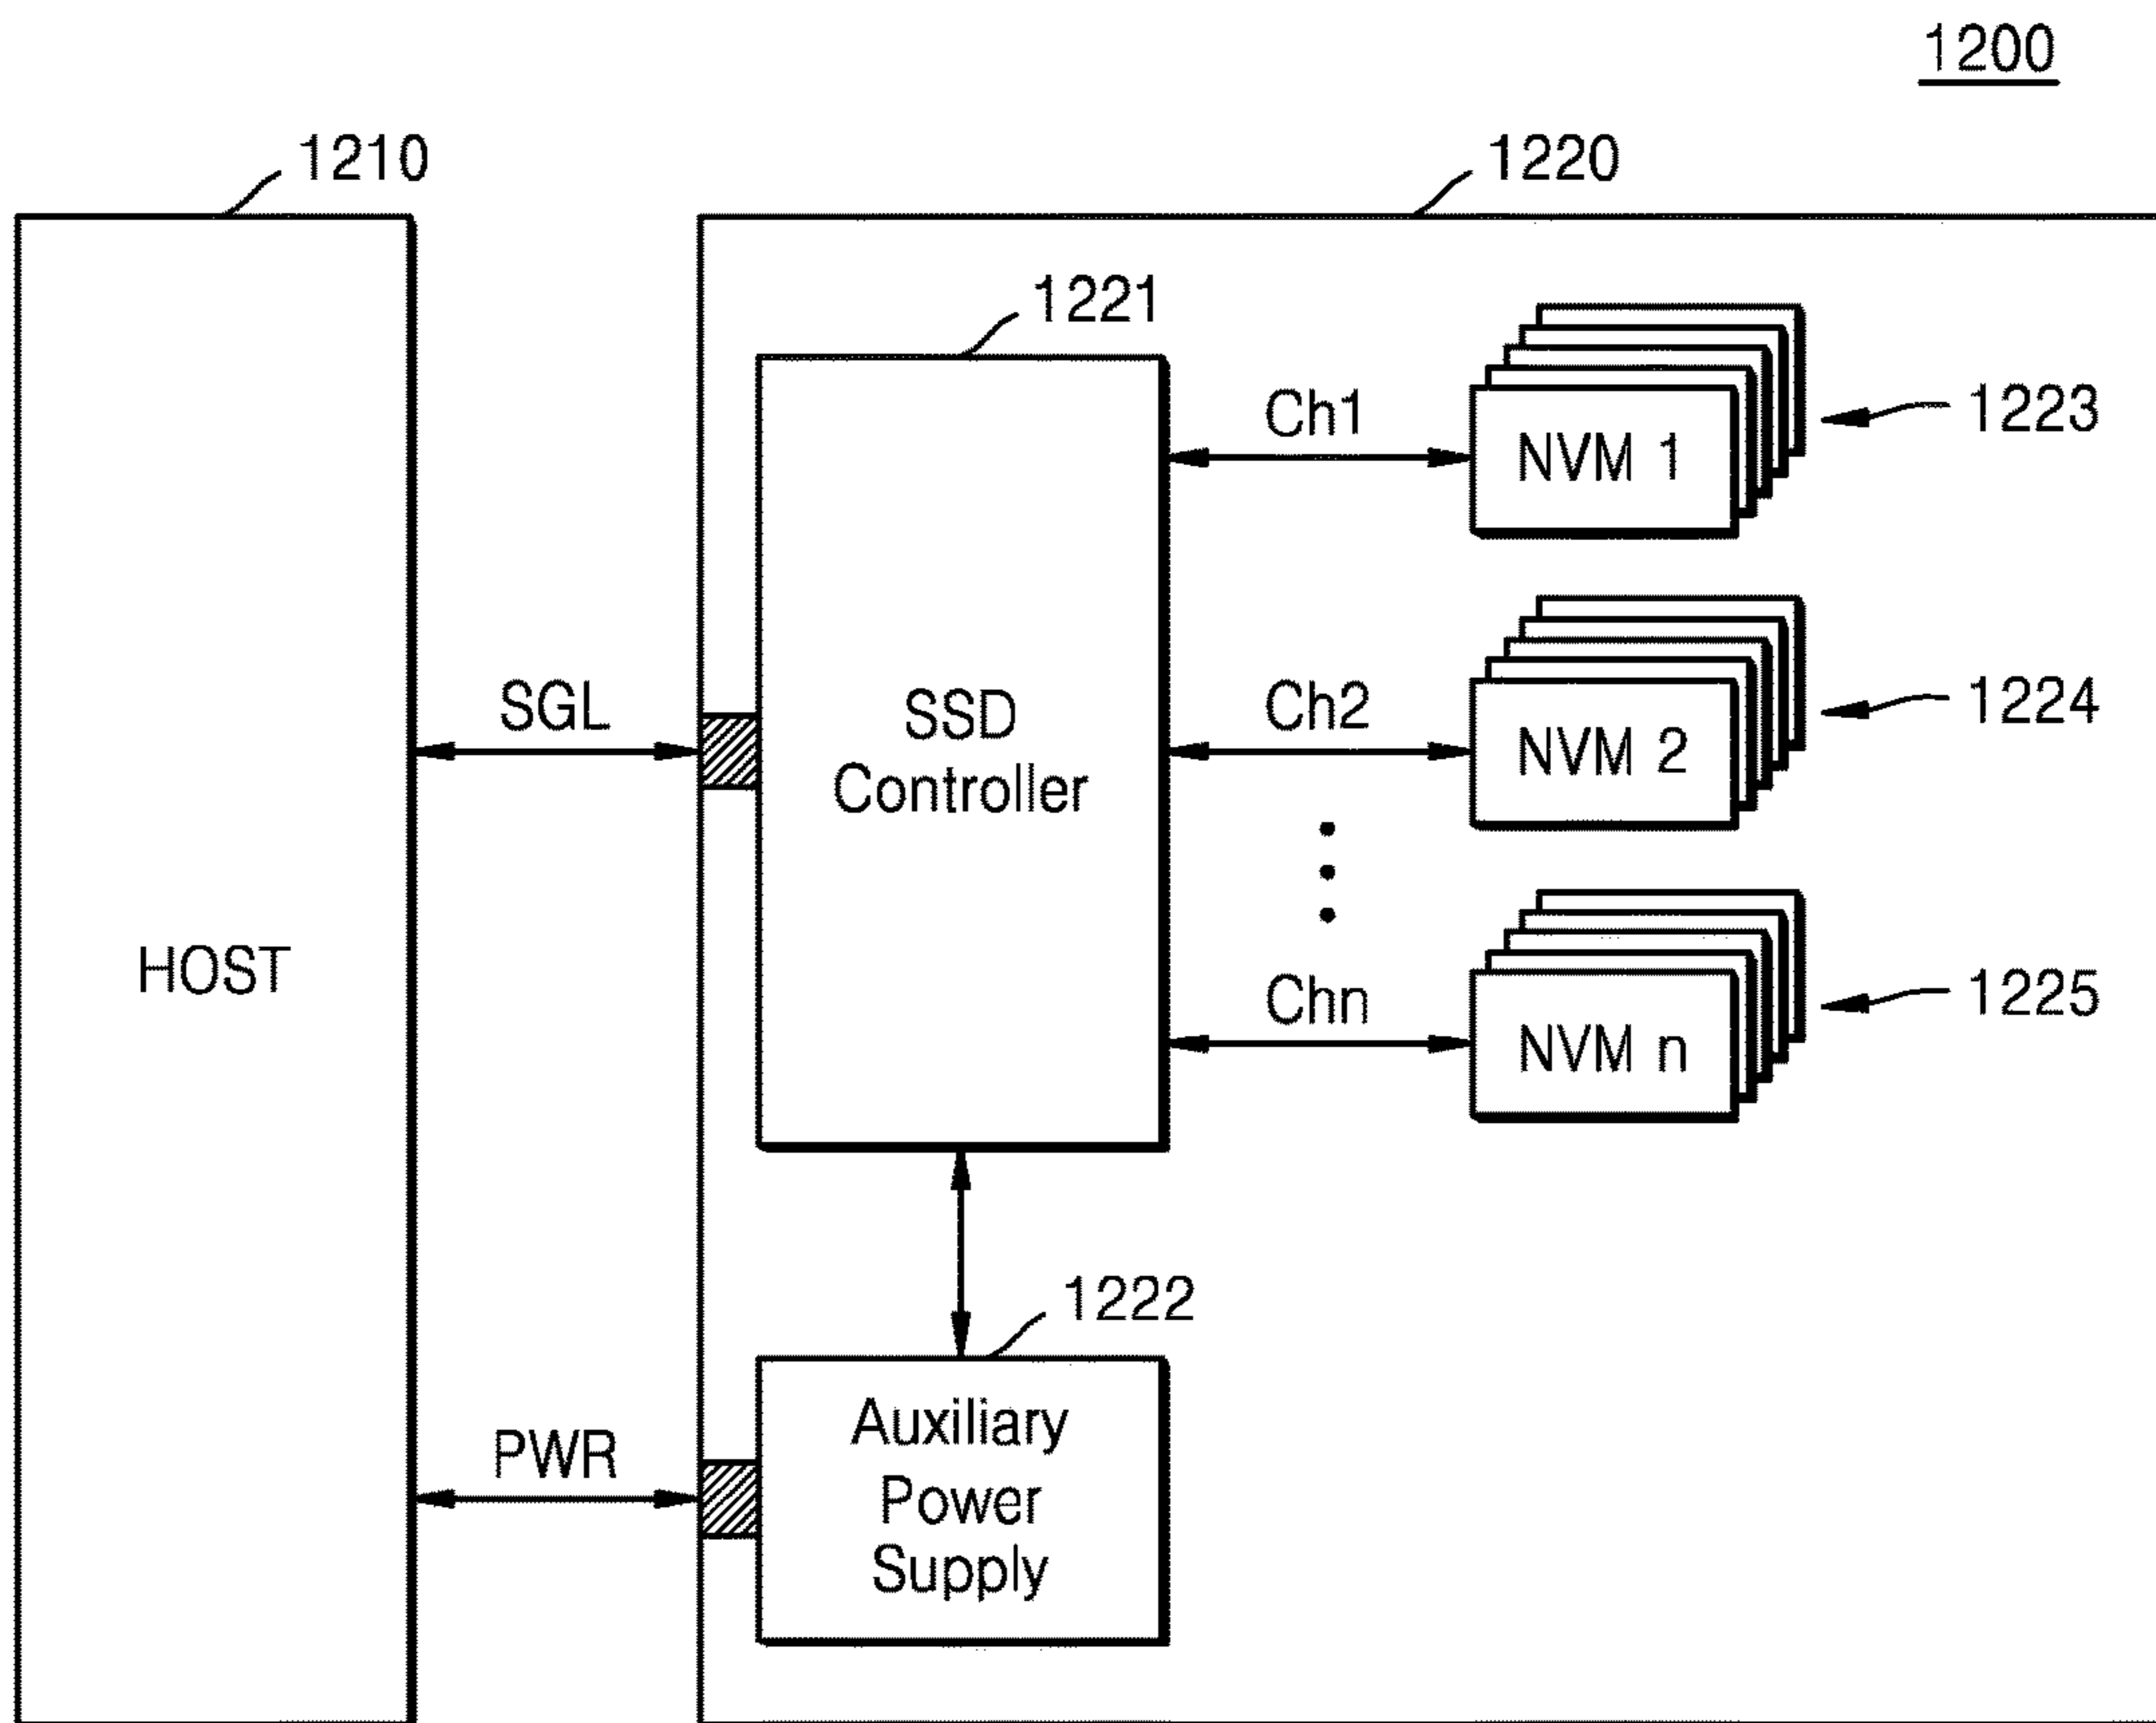 1200
1210
1220
1221
Ch1
NVM 1
1223
SGL
SSD
Controller
Ch2
NVM 2
1224
HOST
Chn
NVM n
1225
1222
PWR
Auxiliary
Power
Supply